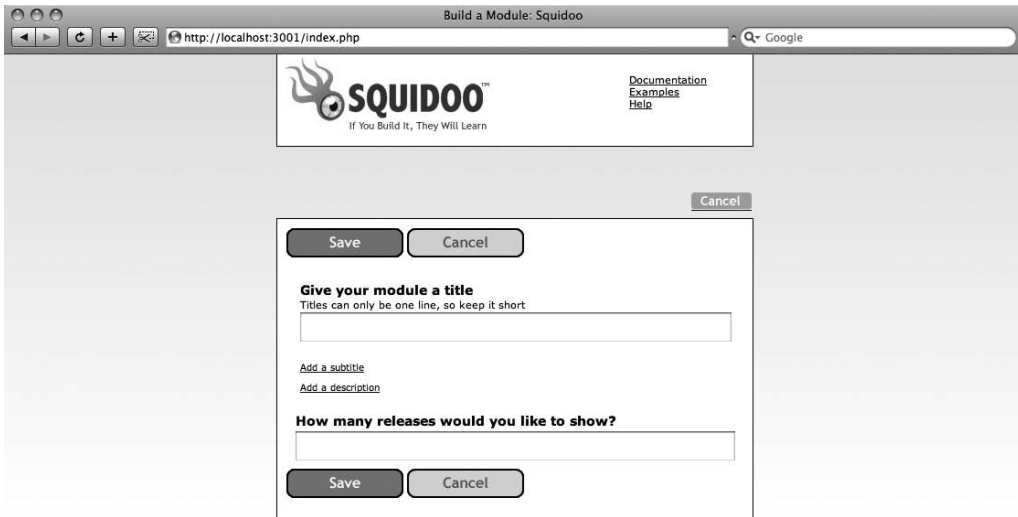 Build a Module: Squidoo
http://localhost:3001/index.php
Google
SQUIDOO™
If You Build It, They Will Learn
Documentation
Examples
Help
Cancel
Save
Cancel
Give your module a title
Titles can only be one line, so keep it short
Add a subtitle
Add a description
How many releases would you like to show?
Save
Cancel